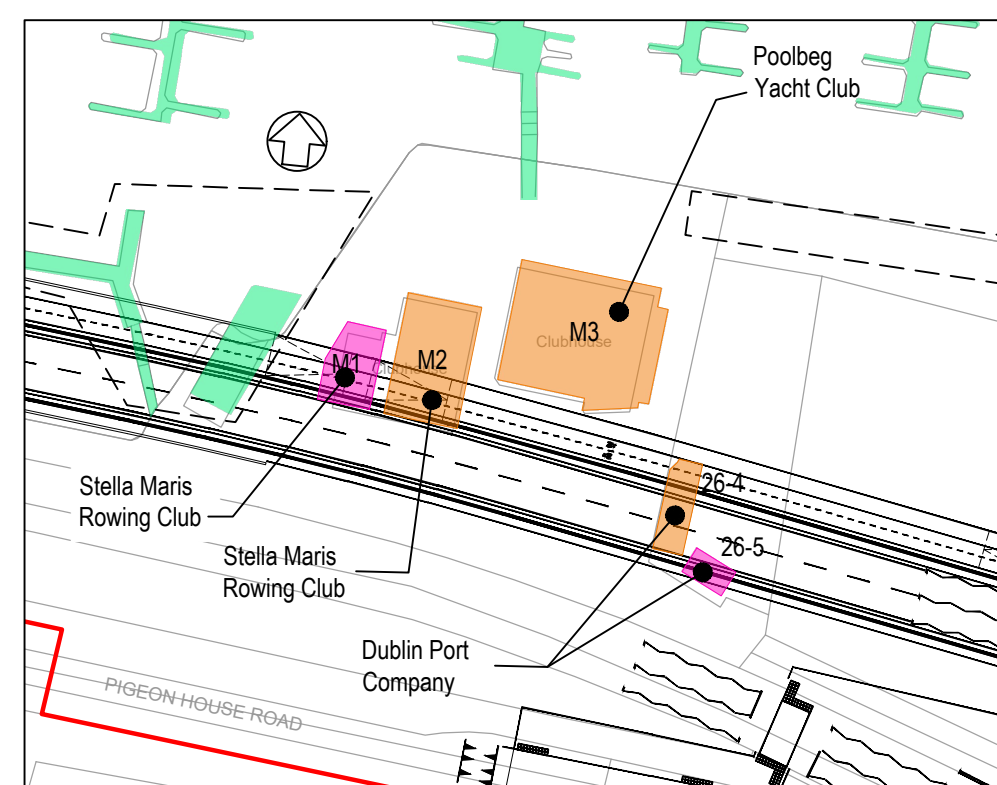 Poolbeg
Yacht Club
M3
Clubhouse
M1
M2
Clubhouse
26-4
Stella Maris
Rowing Club
26-5
Stella Maris
Rowing Club
Dublin Port
Company
PIGEON HOUSE ROAD